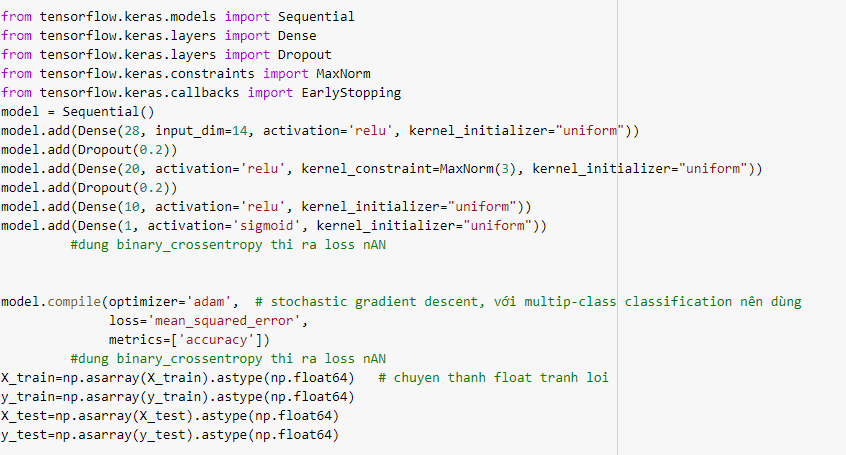 from tensorflow.keras.models import Sequential
from tensorflow.keras.layers import Dense
from tensorflow.keras.layers import Dropout
from tensorflow.keras.constraints import MaxNorm
from tensorflow.keras.callbacks import EarlyStopping
model = Sequential()
model.add(Dense(28, input_dim=14, activation='relu', kernel_initializer="uniform"))
model.add(Dropout(0.2))
model.add(Dense(20, activation='relu', kernel_constraint=MaxNorm(3), kernel_initializer="uniform"))
model.add(Dropout(0.2))
model.add(Dense(10, activation='relu', kernel_initializer="uniform"))
model.add(Dense(1, activation='sigmoid', kernel_initializer="uniform"))
#dung binary_crossentropy thi ra loss nAN
model.compile(optimizer='adam',  # stochastic gradient descent, với multip-class classification nên dùng
loss='mean_squared_error',
metrics=['accuracy'])
#dung binary_crossentropy thi ra loss nAN
X_train=np.asarray(X_train).astype(np.float64)   # chuyen thanh float tranh loi
y_train=np.asarray(y_train).astype(np.float64)
X_test=np.asarray(X_test).astype(np.float64)
y_test=np.asarray(y_test).astype(np.float64)